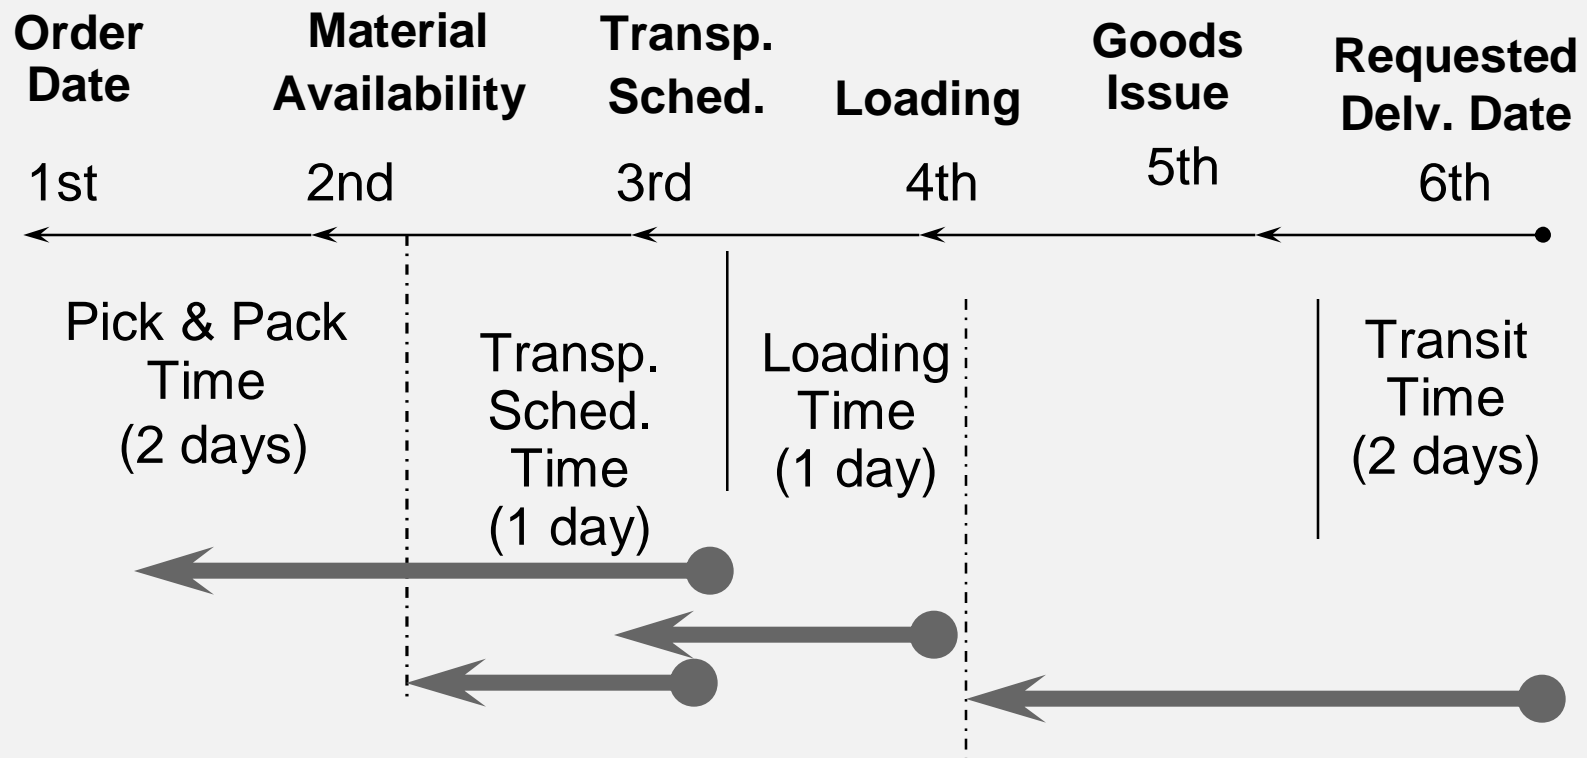 Order
Date
Material
Availability
Transp.
Sched.
Loading
Goods
Issue
Requested
Delv. Date
1st
2nd
3rd
4th
5th
6th
Pick & Pack
Time
(2 days)
Transp.
Sched.
Time
(1 day)
Loading
Time
(1 day)
Transit
Time
(2 days)